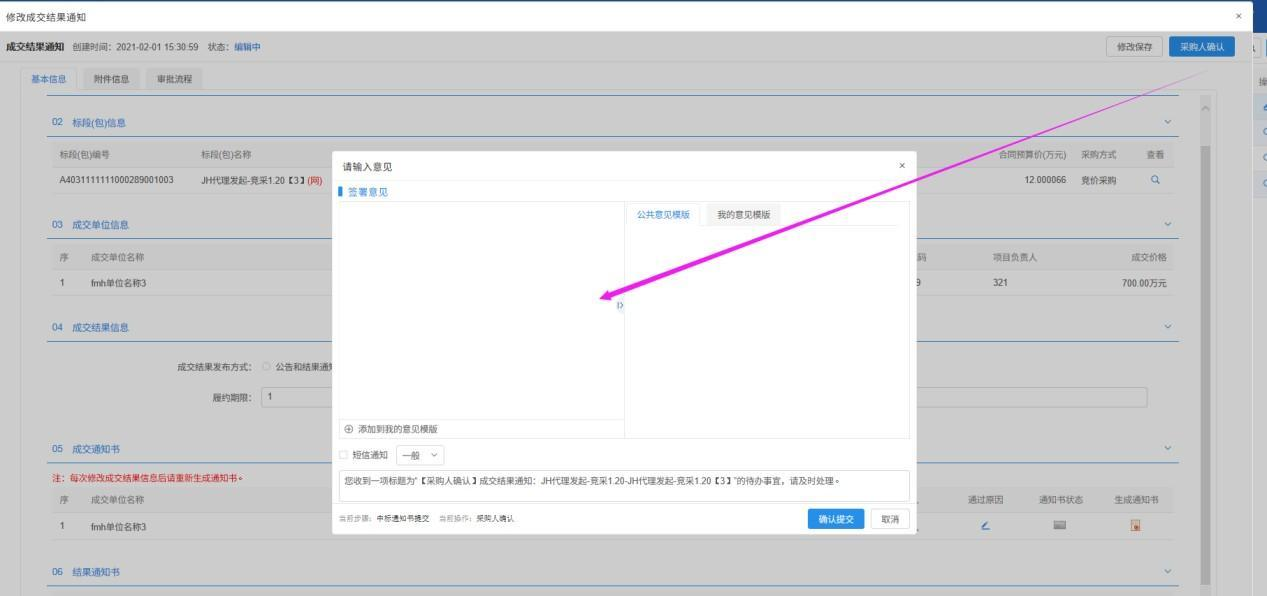 修改成交结果通知 ×
成交结果通知 创建时间：2021-02-01 15:30:59 状态：编辑中 修改保存 采购人确认
基本信息 附件信息 审批流程 操
02 标段(包)信息
标段(包)编号 标段(包)名称 合同预算价(万元) 采购方式 查看
A4031111111000289001003 JH代理发起-竞采1.20【3】(网) 12.000066 竞价采购
03 成交单位信息
序 成交单位名称 码 项目负责人 成交价格
1 fmh单位名称3 9 321 700.00万元
04 成交结果信息
成交结果发布方式： 公告和结果通知
履约期限： 1
05 成交通知书
注：每次修改成交结果信息后请重新生成通知书。
序 成交单位名称 通过原因 通知书状态 生成通知书
1 fmh单位名称3
06 结果通知书
请输入意见 ×
签署意见
公共意见模版 我的意见模版
添加到我的意见模版
短信通知 一般
您收到一项标题为“【采购人确认】成交结果通知：JH代理发起-竞采1.20-JH代理发起-竞采1.20【3】”的待办事宜，请及时处理。
当前步骤：中标通知书提交 当前操作：采购人确认 确认提交 取消